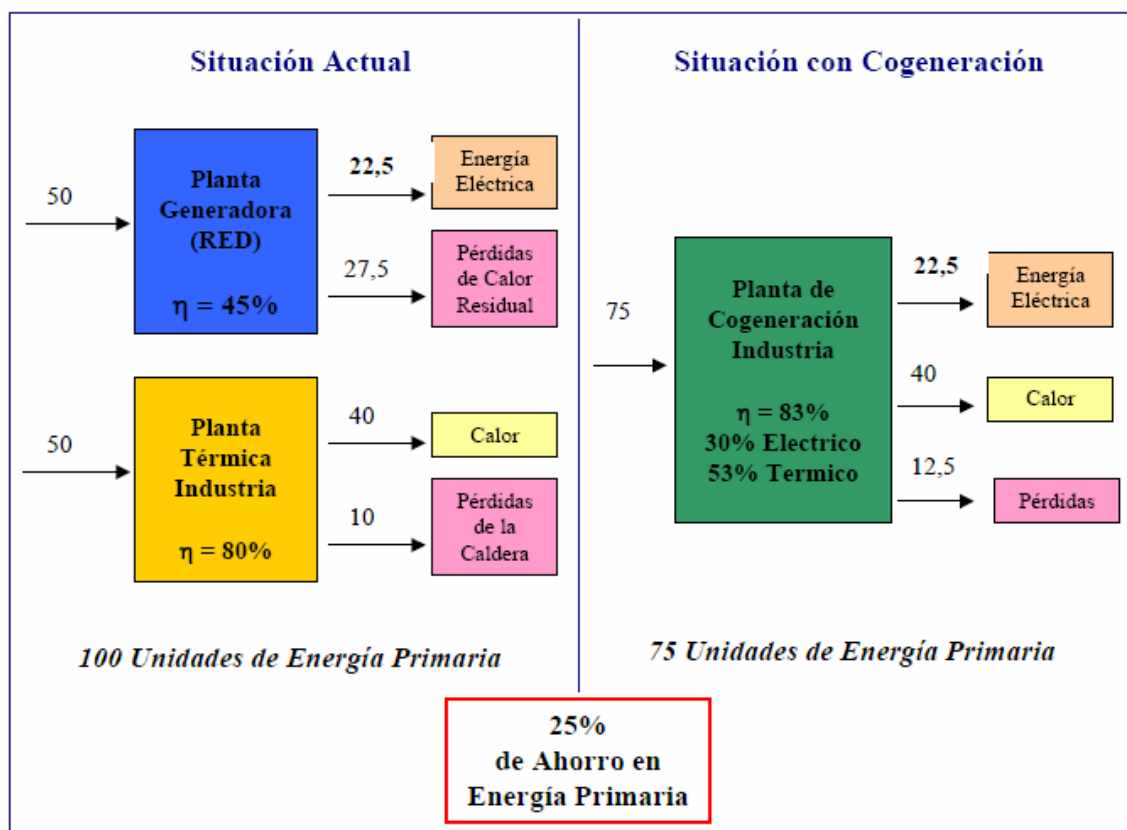 Situación Actual
50
Planta
Generadora
(RED)
η = 45%
22,5
Energía
Eléctrica
27,5
Pérdidas
de Calor
Residual
50
Planta
Térmica
Industria
η = 80%
40
Calor
10
Pérdidas
de la
Caldera
100 Unidades de Energía Primaria
Situación con Cogeneración
75
Planta de
Cogeneración
Industria
η = 83%
30% Electrico
53% Termico
22,5
Energía
Eléctrica
40
Calor
12,5
Pérdidas
75 Unidades de Energía Primaria
25%
de Ahorro en
Energía Primaria